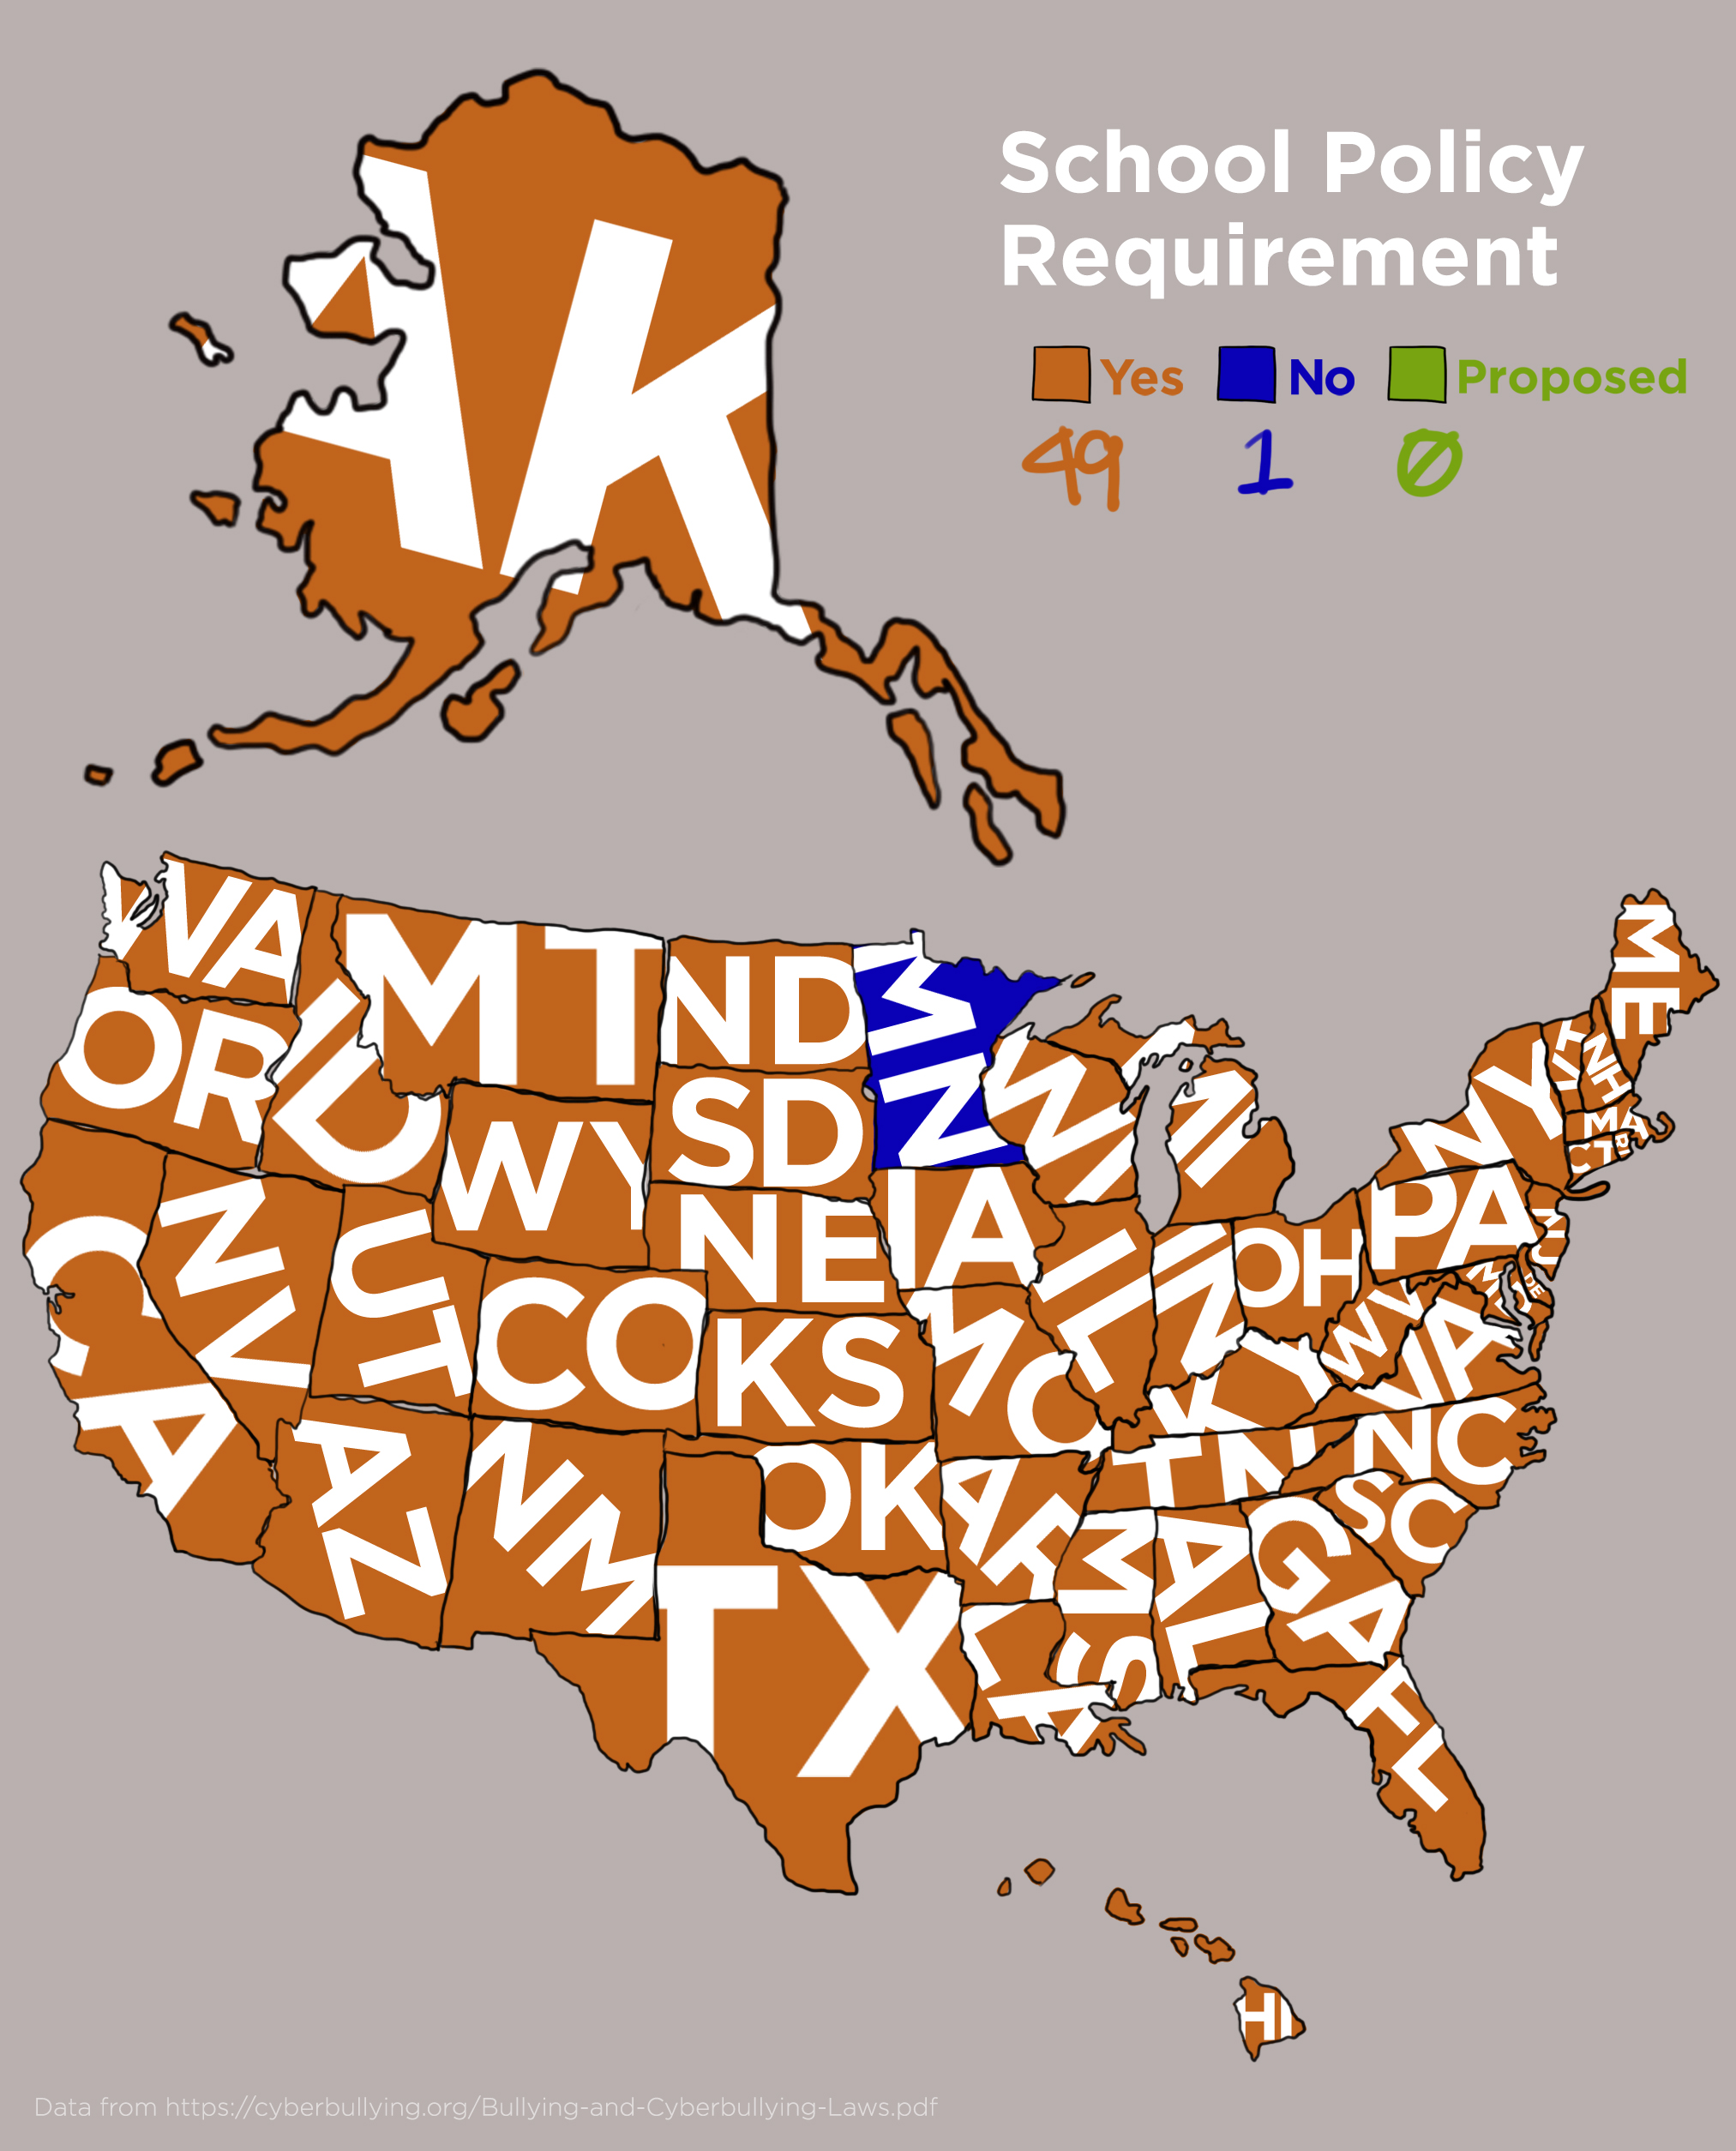 School Policy
Requirement
Yes No Proposed
49 1 0
AK
WA
MT
ND
MN
ME
OR
ID
SD
WI
MI
VT
NH
NY
MA
RI
CT
WY
CA
NV
UT
CO
NE
IA
IL
IN
OH
PA
NJ
MD
DE
KS
MO
KY
WV
VA
AZ
NM
OK
AR
TN
NC
SC
TX
LA
MS
AL
GA
FL
HI
Data from https://cyberbullying.org/Bullying-and-Cyberbullying-Laws.pdf